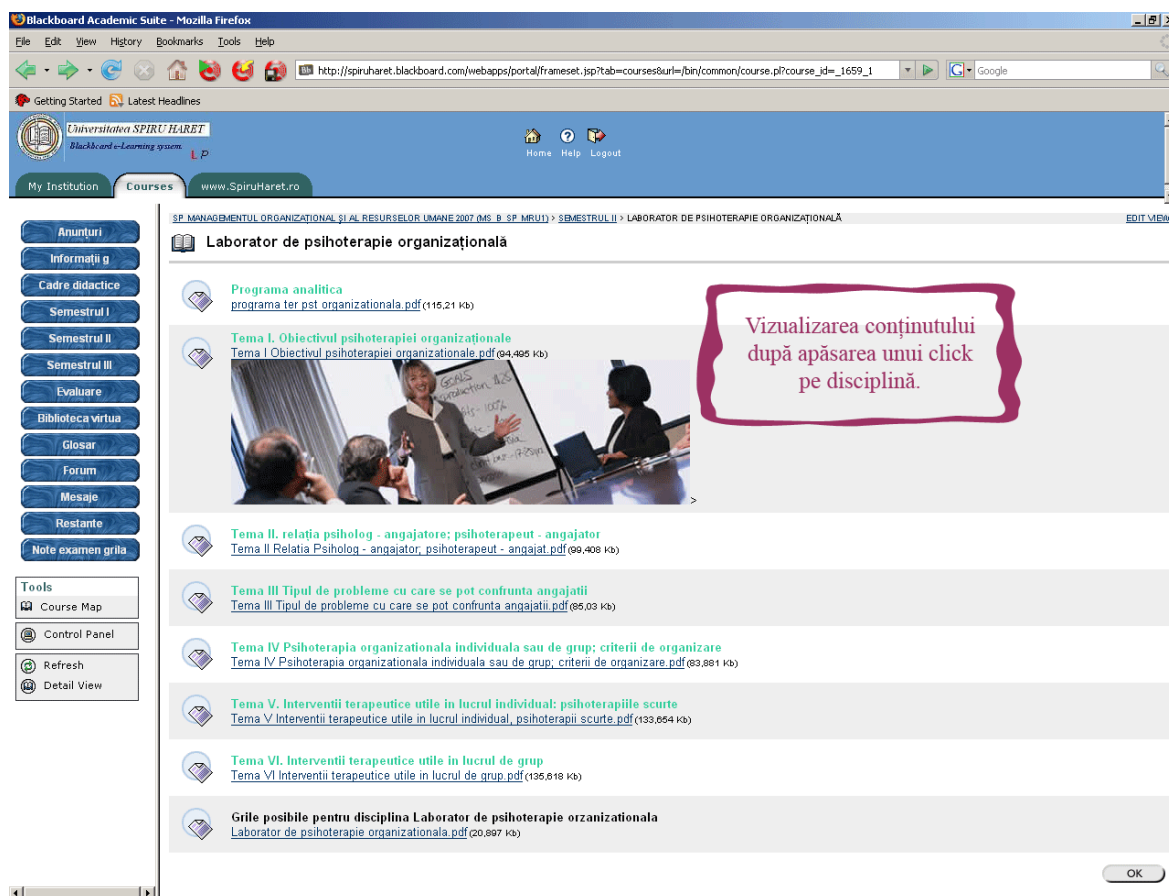 Blackboard Academic Suite - Mozilla Firefox
File Edit View History Bookmarks Tools Help
http://spiruharet.blackboard.com/webapps/portal/frameset.jsp?tab=courses&url=/bin/common/course.pl?course_id=_1659_1
G Google
Getting Started Latest Headlines
Universitatea SPIRU HARET
Blackboard e-Learning system
L P
Home Help Logout
My Institution Courses www.SpiruHaret.ro
SP MANAGEMENTUL ORGANIZAȚIONAL ȘI AL RESURSELOR UMANE 2007 (MS_B_SP_MRU1) > SEMESTRUL II > LABORATOR DE PSIHOTERAPIE ORGANIZAȚIONALĂ
EDIT VIEW
Laborator de psihoterapie organizațională
Anunțuri
Informații g
Cadre didactice
Semestrul I
Semestrul II
Semestrul III
Evaluare
Biblioteca virtua
Glosar
Forum
Mesaje
Restante
Note examen grila
Tools
Course Map
Control Panel
Refresh
Detail View
Programa analitica
programa ter pst organizationala.pdf (115,21 Kb)
Tema I. Obiectivul psihoterapiei organizaționale
Tema I Obiectivul psihoterapiei organizationale.pdf (94,495 Kb)
GOALS
production
>
Vizualizarea conținutului
după apăsarea unui click
pe disciplină.
Tema II. relația psiholog - angajatore; psihoterapeut - angajator
Tema II Relatia Psiholog - angajator; psihoterapeut - angajat.pdf (99,408 Kb)
Tema III Tipul de probleme cu care se pot confrunta angajatii
Tema III Tipul de probleme cu care se pot confrunta angajatii.pdf (85,03 Kb)
Tema IV Psihoterapia organizationala individuala sau de grup; criterii de organizare
Tema IV Psihoterapia organizationala individuala sau de grup; criterii de organizare.pdf (83,881 Kb)
Tema V. Interventii terapeutice utile in lucrul individual: psihoterapiile scurte
Tema V Interventii terapeutice utile in lucrul individual, psihoterapii scurte.pdf (133,654 Kb)
Tema VI. Interventii terapeutice utile in lucrul de grup
Tema VI Interventii terapeutice utile in lucrul de grup.pdf (135,618 Kb)
Grile posibile pentru disciplina Laborator de psihoterapie orzanizationala
Laborator de psihoterapie organizationala.pdf (20,897 Kb)
OK